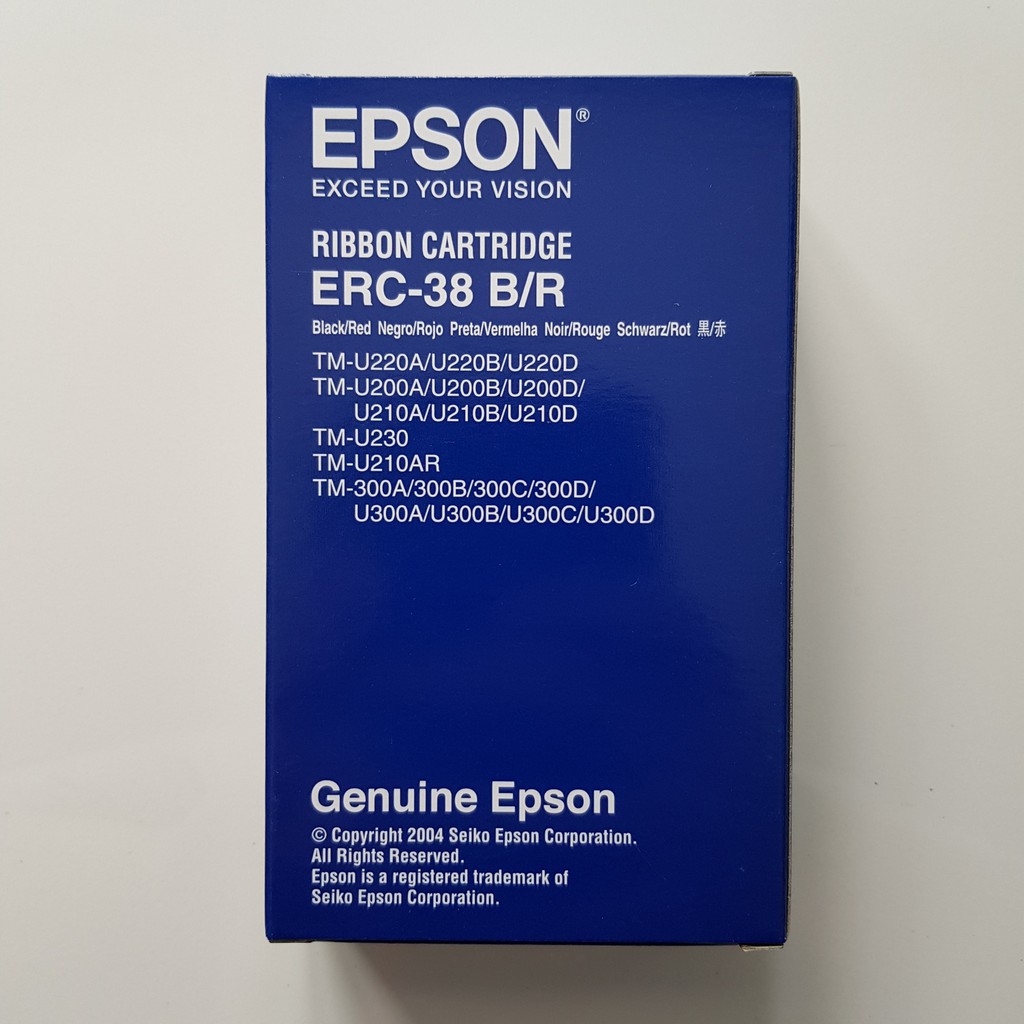 EPSON®
EXCEED YOUR VISION
RIBBON CARTRIDGE
ERC-38 B/R
Black/Red Negro/Rojo Preta/Vermelha Noir/Rouge Schwarz/Rot 黒/赤
TM-U220A/U220B/U220D
TM-U200A/U200B/U200D/
U210A/U210B/U210D
TM-U230
TM-U210AR
TM-300A/300B/300C/300D/
U300A/U300B/U300C/U300D
Genuine Epson
© Copyright 2004 Seiko Epson Corporation.
All Rights Reserved.
Epson is a registered trademark of
Seiko Epson Corporation.